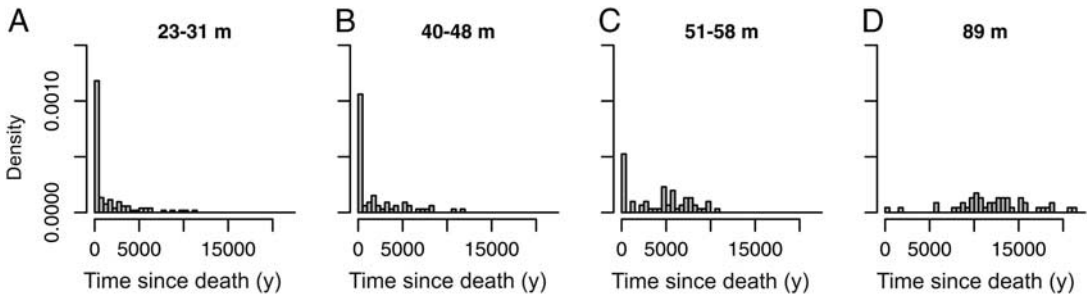 A 23-31 m
B 40-48 m
C 51-58 m
D 89 m
Density
0.0000 0.0010
0 5000 15000
0 5000 15000
0 5000 15000
0 5000 15000
Time since death (y)
Time since death (y)
Time since death (y)
Time since death (y)